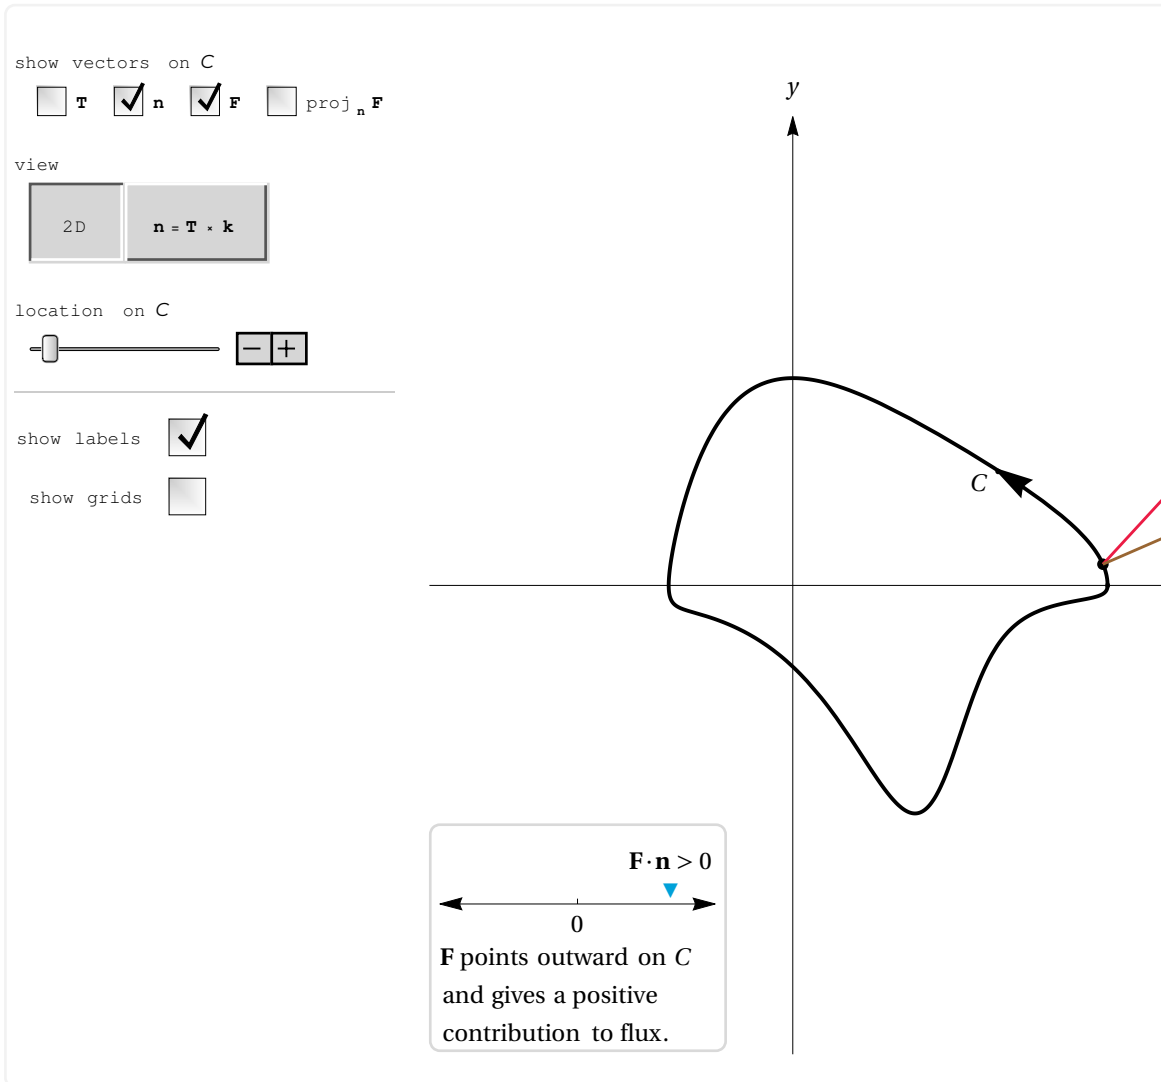 show vectors on C
T n F proj n F
view
2D n = T × k
location on C
− +
show labels
show grids
y
C
F·n > 0
0
F points outward on C
and gives a positive
contribution to flux.